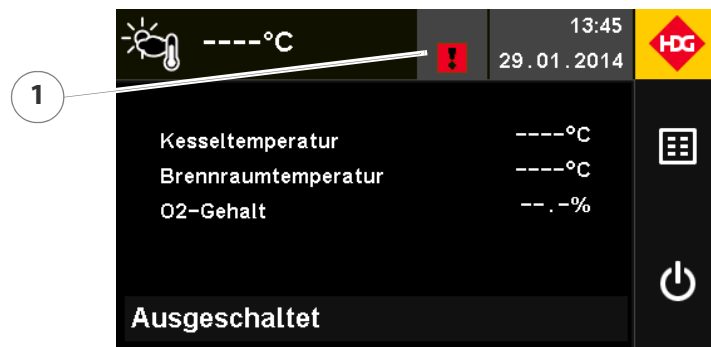 ----°C
!
13:45
29.01.2014
HDG
1
Kesseltemperatur ----°C
Brennraumtemperatur ----°C
O2-Gehalt --.-%
Ausgeschaltet